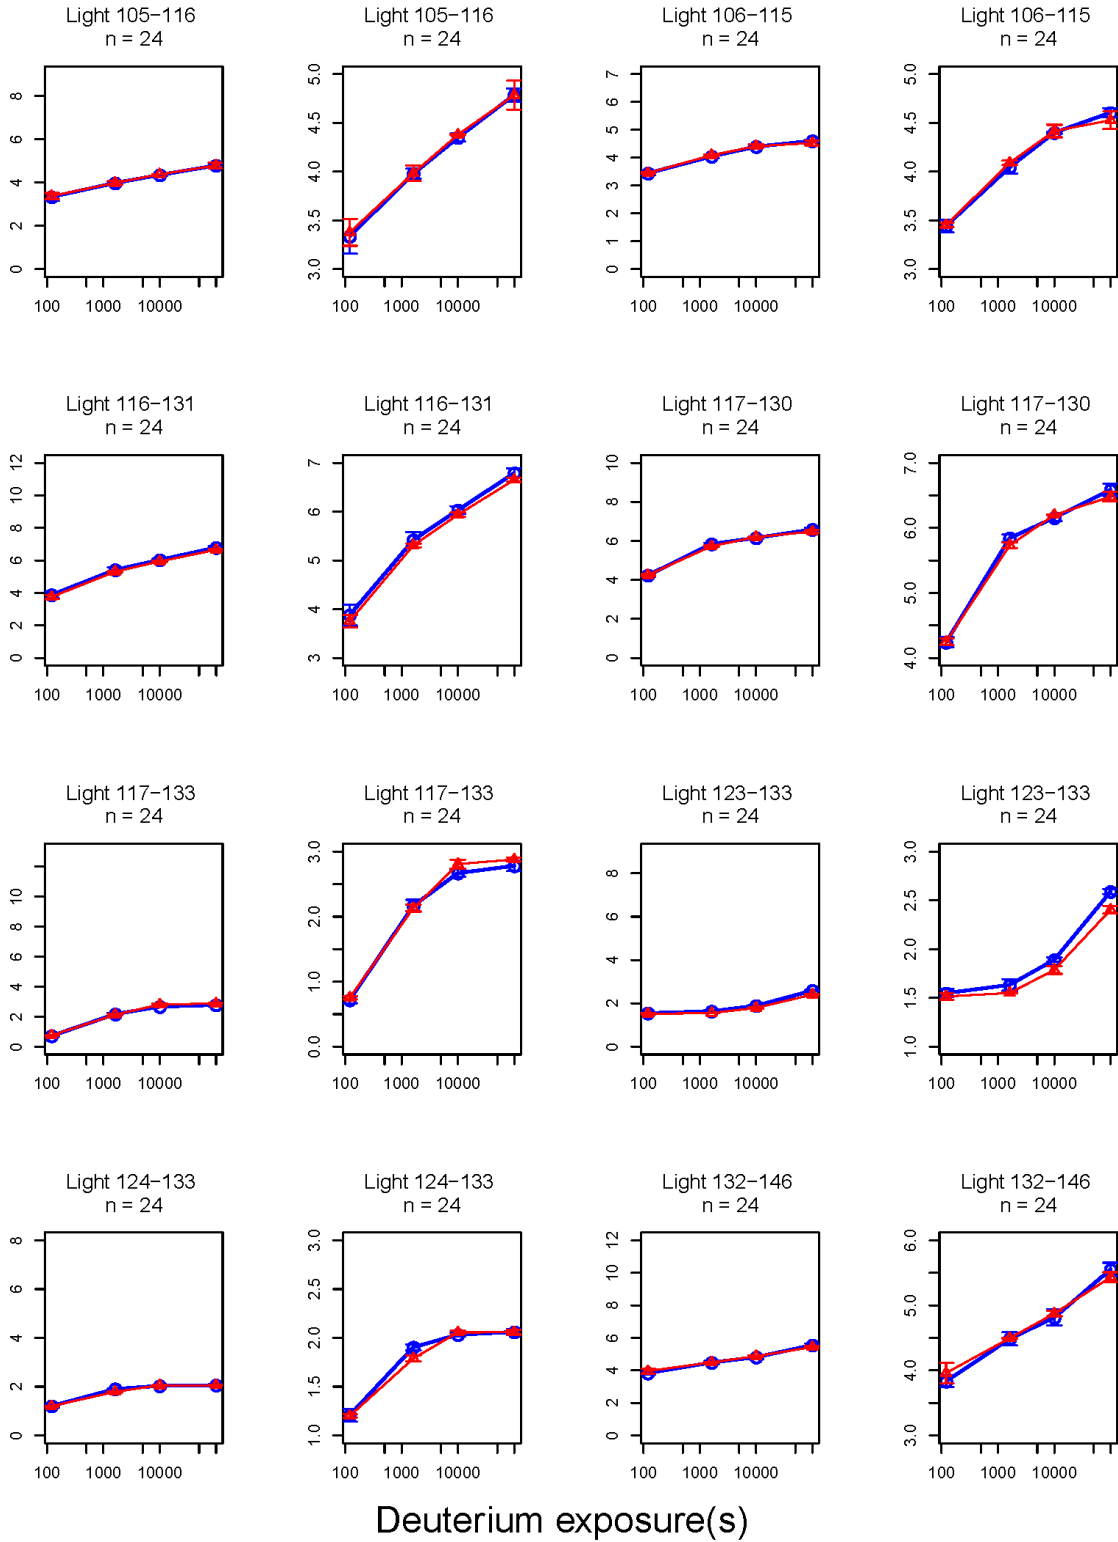 Light 105−116 Light 105−116 Light 106−115 Light 106−115
n = 24 n = 24 n = 24 n = 24
0 2 4 6 8
3.0 3.5 4.0 4.5 5.0
0 1 2 3 4 5 6 7
3.0 3.5 4.0 4.5 5.0
100 1000 10000 100 1000 10000 100 1000 10000 100 1000 10000
Light 116−131 Light 116−131 Light 117−130 Light 117−130
n = 24 n = 24 n = 24 n = 24
0 2 4 6 8 10 12
3 4 5 6 7
0 2 4 6 8 10
4.0 5.0 6.0 7.0
100 1000 10000 100 1000 10000 100 1000 10000 100 1000 10000
Light 117−133 Light 117−133 Light 123−133 Light 123−133
n = 24 n = 24 n = 24 n = 24
0 2 4 6 8 10
0.0 1.0 2.0 3.0
0 2 4 6 8
1.0 1.5 2.0 2.5 3.0
100 1000 10000 100 1000 10000 100 1000 10000 100 1000 10000
Light 124−133 Light 124−133 Light 132−146 Light 132−146
n = 24 n = 24 n = 24 n = 24
0 2 4 6 8
1.0 1.5 2.0 2.5 3.0
0 2 4 6 8 10 12
3.0 4.0 5.0 6.0
100 1000 10000 100 1000 10000 100 1000 10000 100 1000 10000
Deuterium exposure(s)